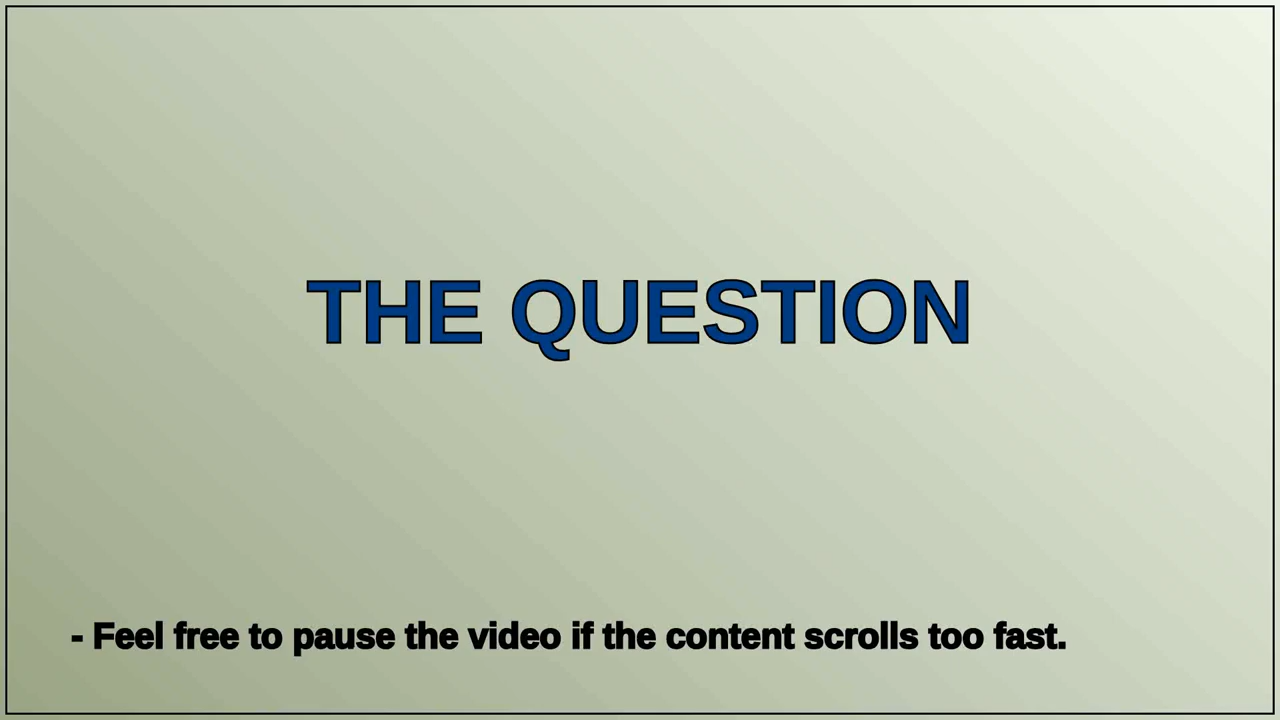 THE QUESTION
- Feel free to pause the video if the content scrolls too fast.